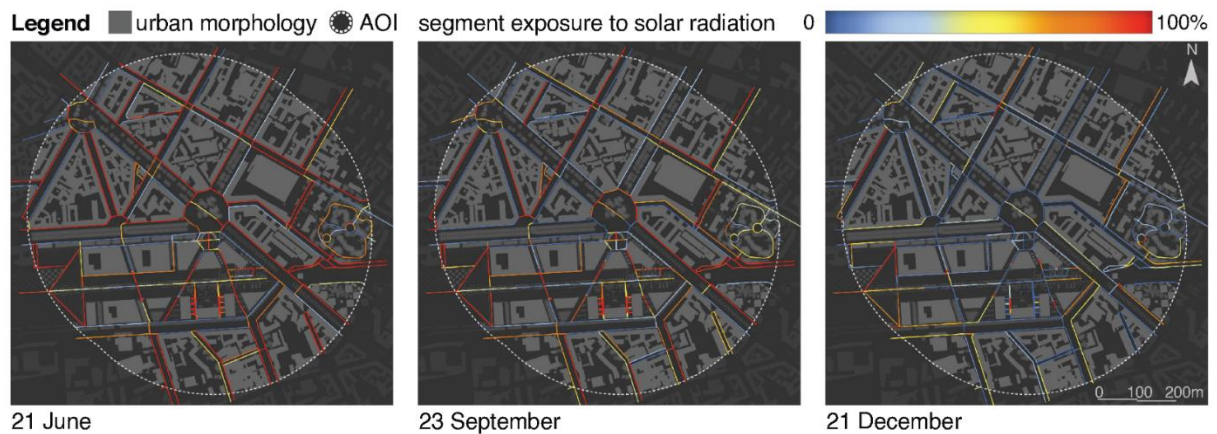 Legend urban morphology AOI segment exposure to solar radiation 0 100%
N
0 100 200m
21 June 23 September 21 December